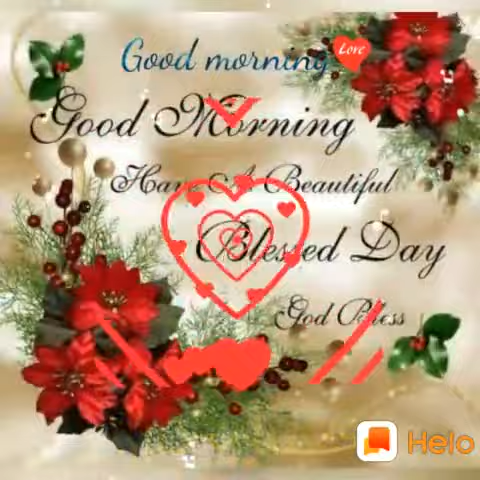 Good morning Love
Good Morning
Have A Beautiful
Blessed Day
God Bless
Helo